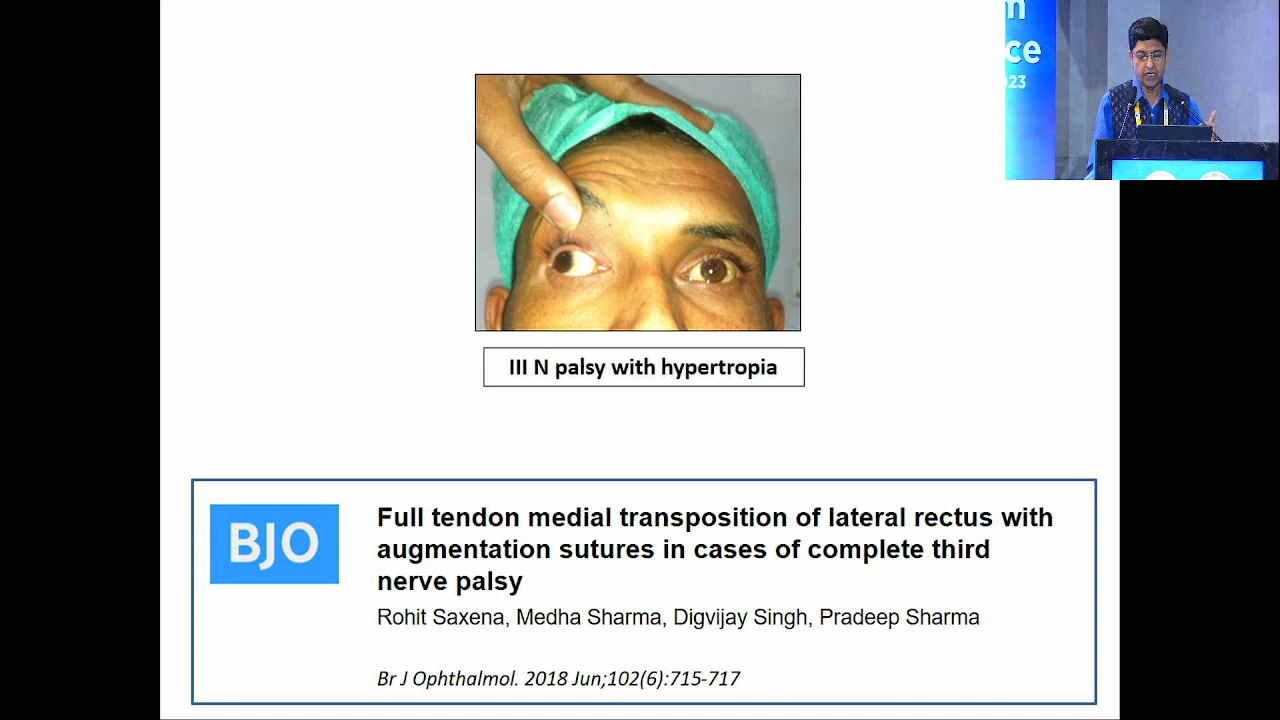 m
ce
023
III N palsy with hypertropia
BJO
Full tendon medial transposition of lateral rectus with
augmentation sutures in cases of complete third
nerve palsy
Rohit Saxena, Medha Sharma, Digvijay Singh, Pradeep Sharma
Br J Ophthalmol. 2018 Jun;102(6):715-717